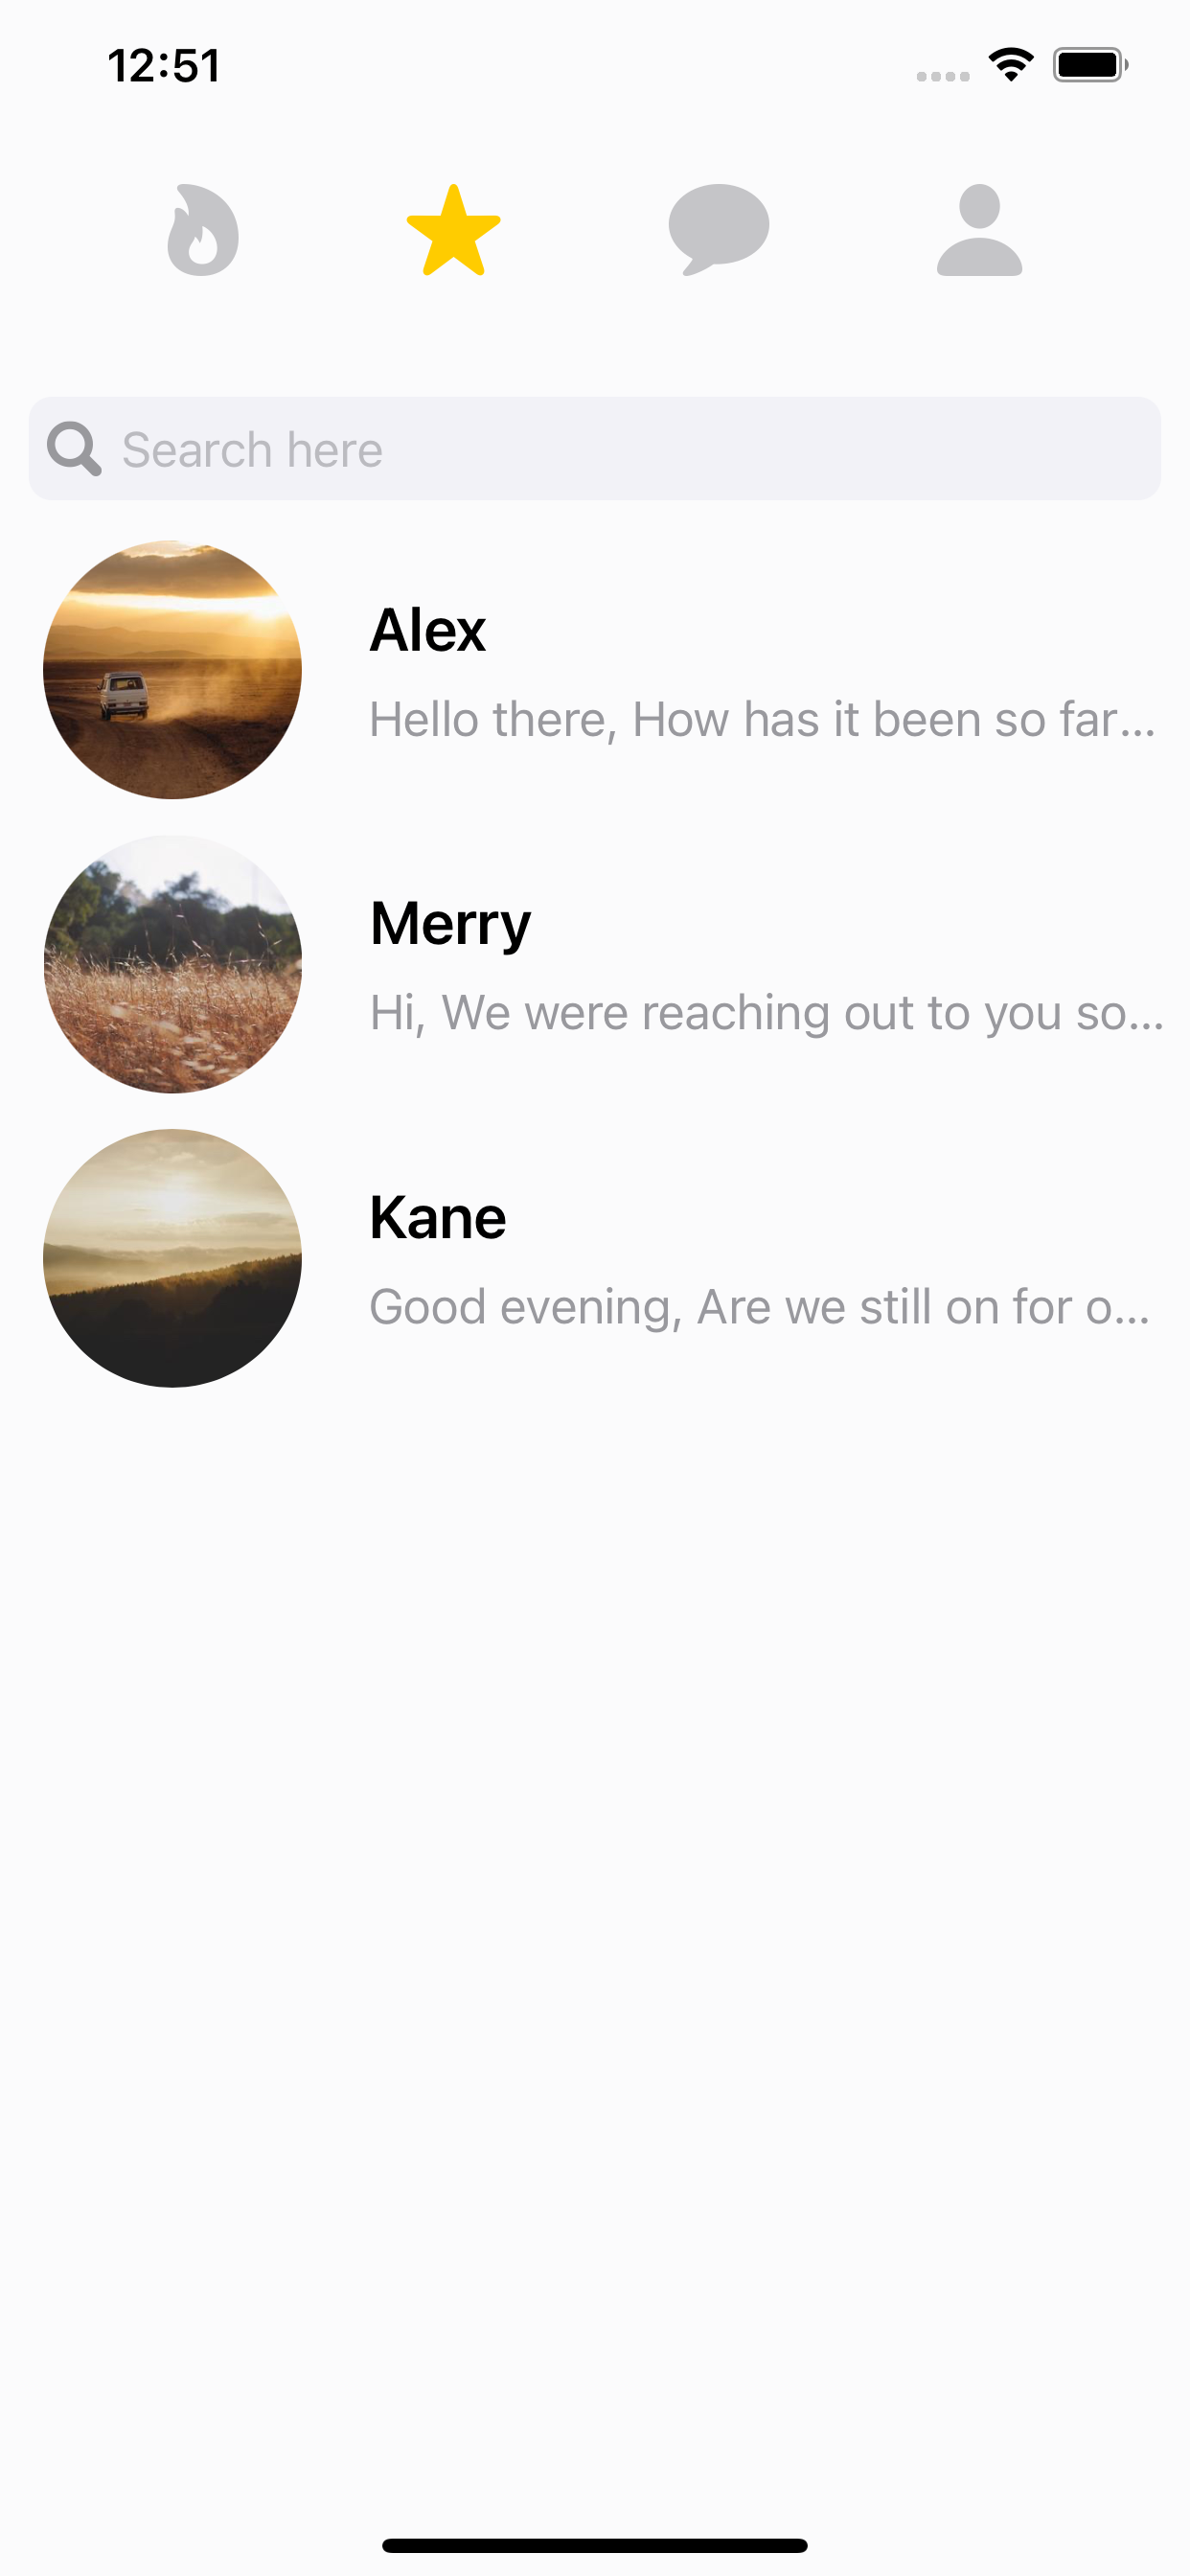 12:51
Search here
Alex
Hello there, How has it been so far...
Merry
Hi, We were reaching out to you so...
Kane
Good evening, Are we still on for o...